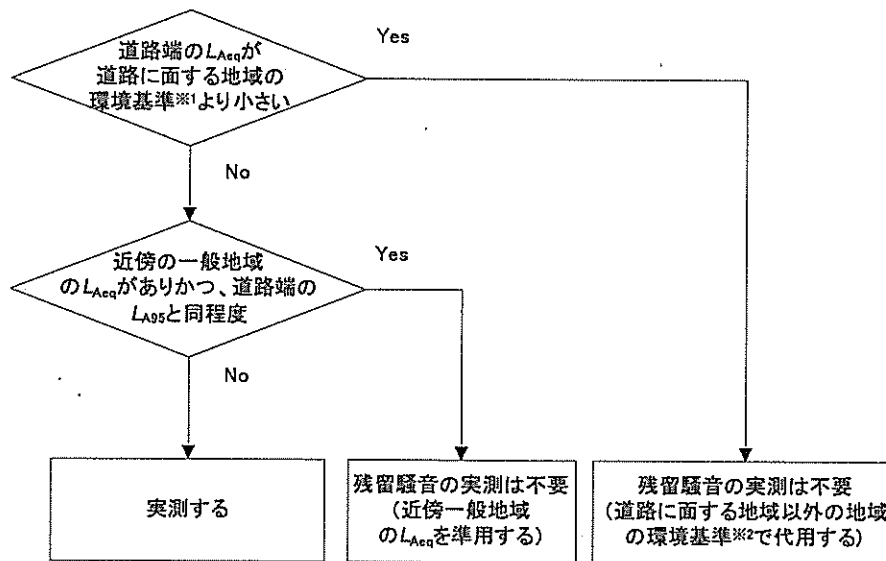 道路端のLAeqが
道路に面する地域の
環境基準※1より小さい
Yes
No
近傍の一般地域
のLAeqがありかつ、道路端の
LA95と同程度
Yes
No
実測する
残留騒音の実測は不要
(近傍一般地域
のLAeqを準用する)
残留騒音の実測は不要
(道路に面する地域以外の地域
の環境基準※2で代用する)